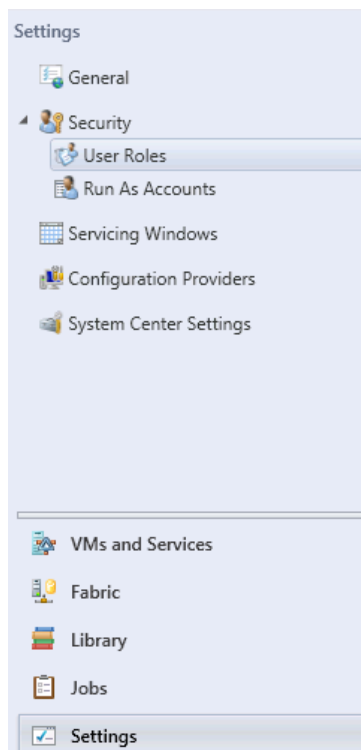 Settings
General
Security
User Roles
Run As Accounts
Servicing Windows
Configuration Providers
System Center Settings
VMs and Services
Fabric
Library
Jobs
Settings